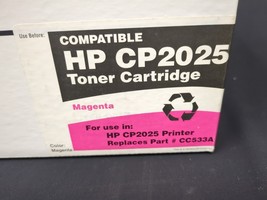 Use Before:
COMPATIBLE
HP CP2025
Toner Cartridge
Magenta
For use in:
HP CP2025 Printer
Replaces Part # CC533A
Color:
Magenta